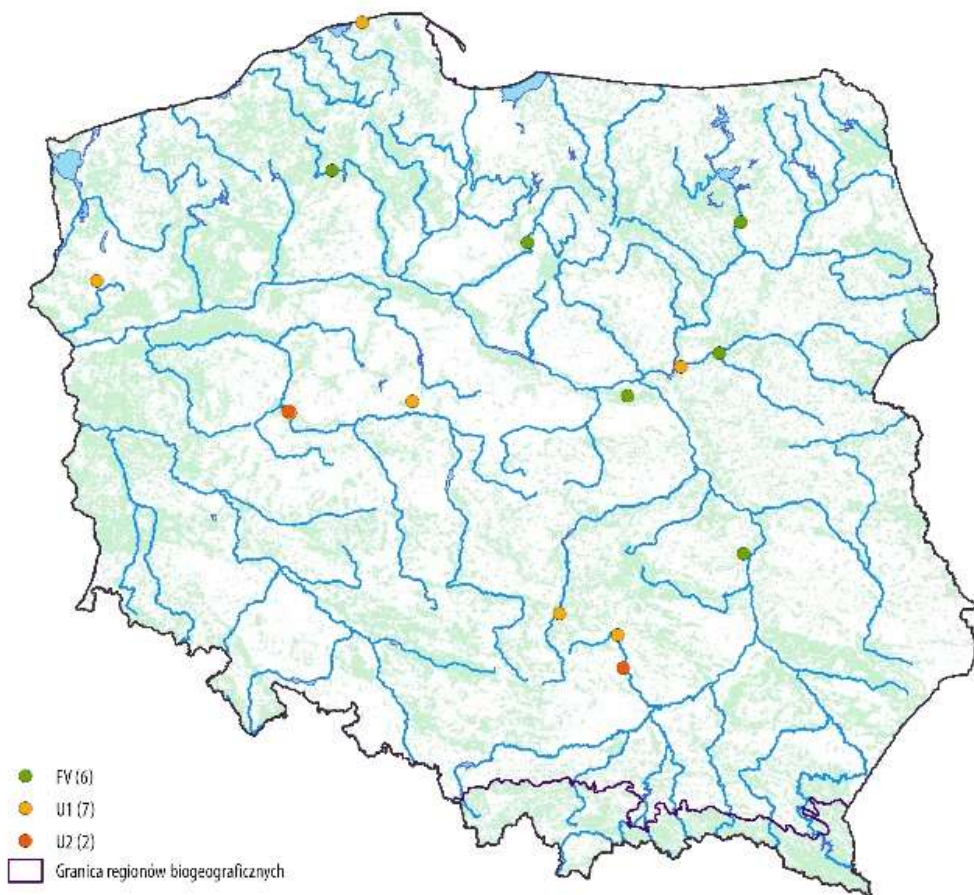 FV (6)
U1 (7)
U2 (2)
Granica regionów biogeograficznych